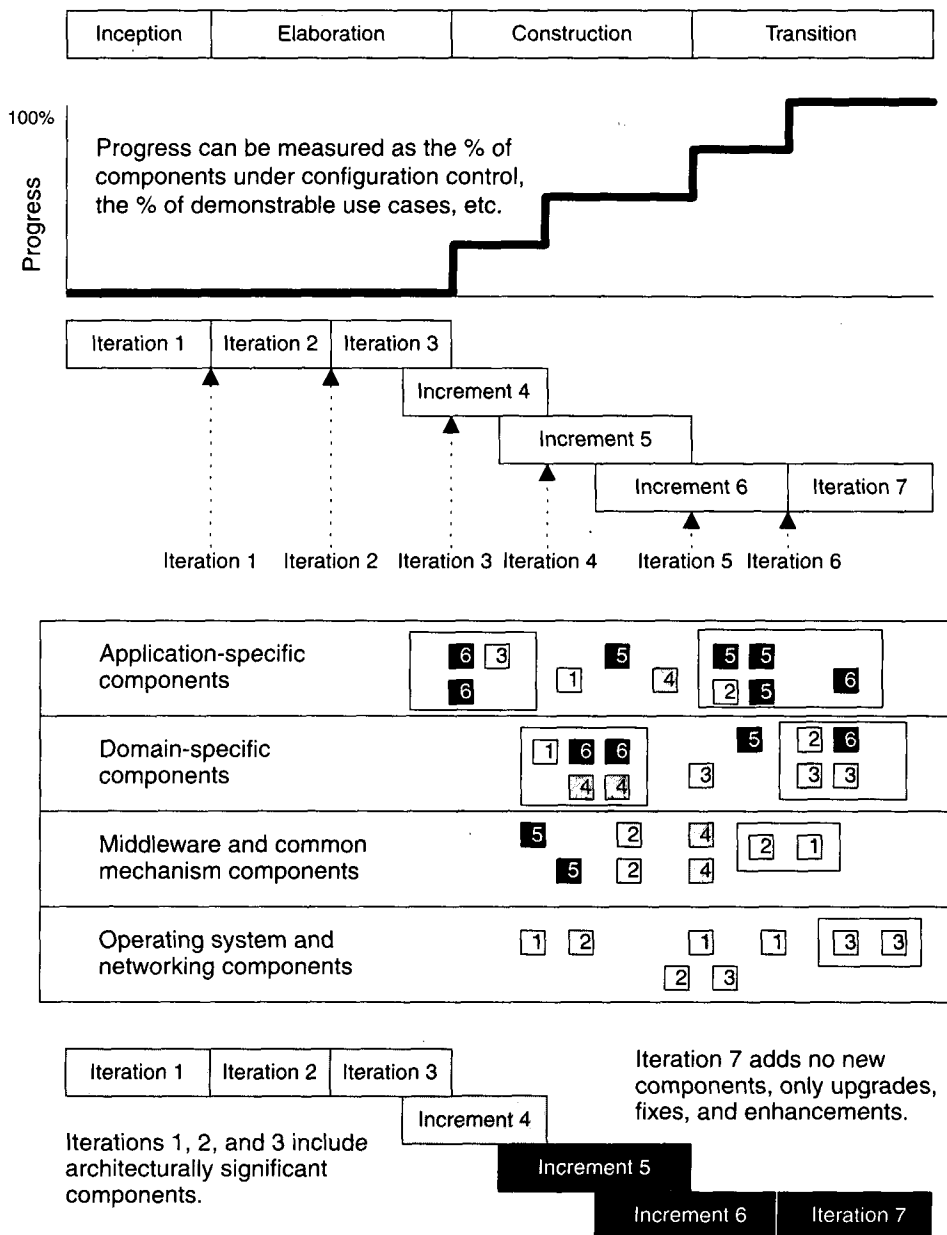 Inception Elaboration Construction Transition
100%
Progress can be measured as the % of
components under configuration control,
the % of demonstrable use cases, etc.
Progress
Iteration 1 Iteration 2 Iteration 3
Increment 4
Increment 5
Increment 6 Iteration 7
Iteration 1 Iteration 2 Iteration 3 Iteration 4 Iteration 5 Iteration 6
Application-specific
components
6 3 5 5 5
6 1 4 2 5 6
Domain-specific
components
1 6 6 5 2 6
4 4 3 3 3
Middleware and common
mechanism components
5 2 4 2 1
5 2 4
Operating system and
networking components
1 2 1 1 3 3
2 3
Iteration 1 Iteration 2 Iteration 3
Increment 4
Increment 5
Increment 6 Iteration 7
Iterations 1, 2, and 3 include
architecturally significant
components.
Iteration 7 adds no new
components, only upgrades,
fixes, and enhancements.